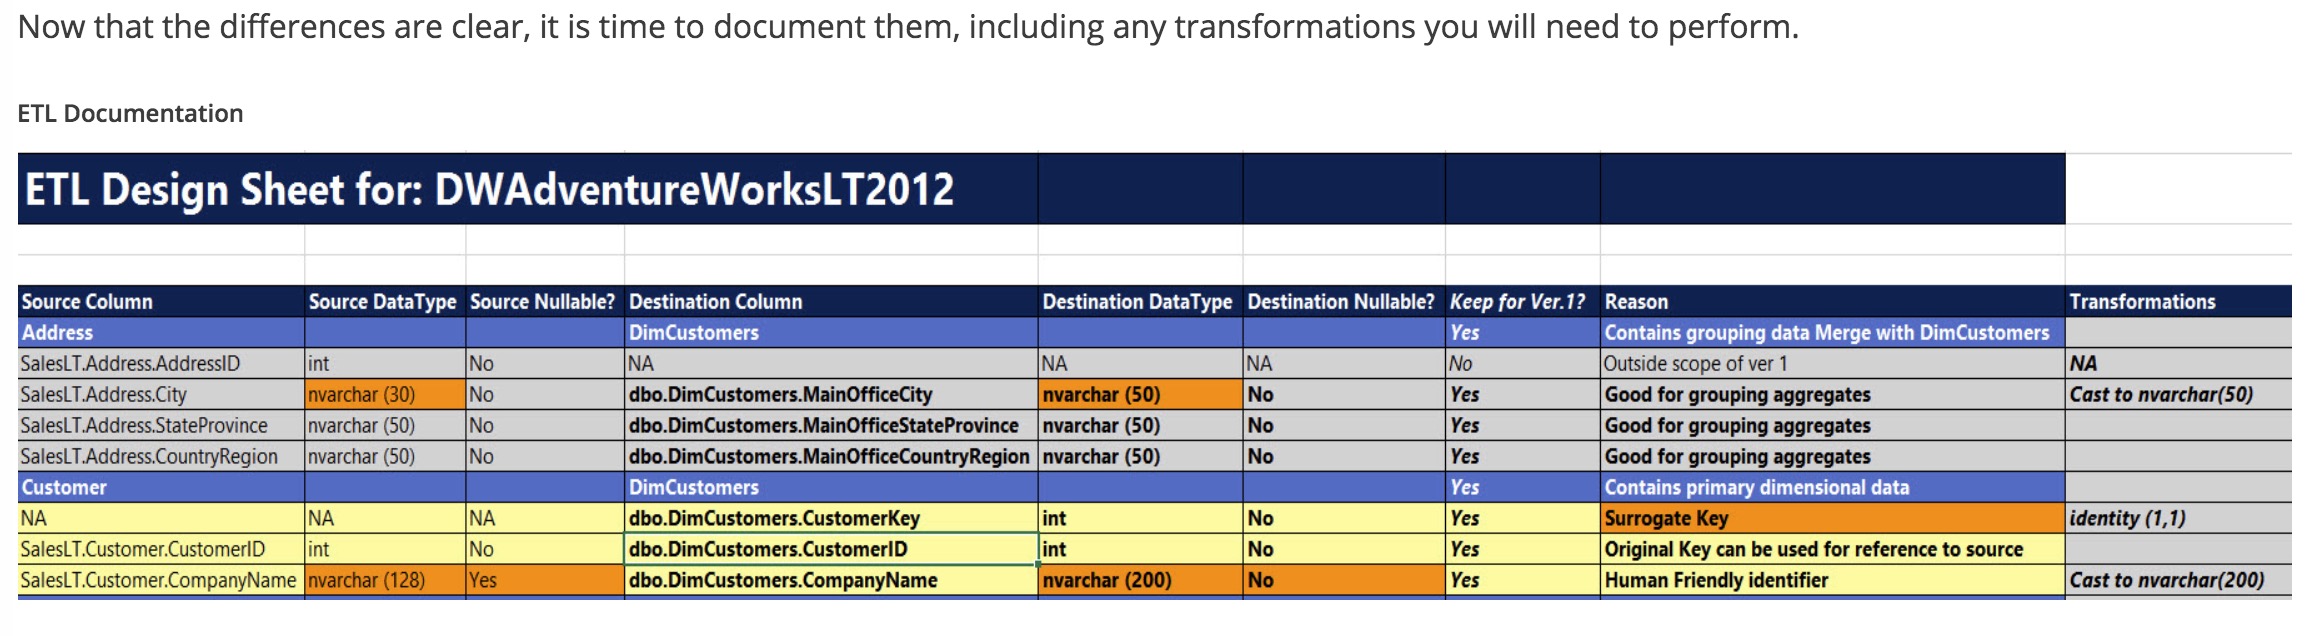 Now that the differences are clear, it is time to document them, including any transformations you will need to perform.
ETL Documentation
ETL Design Sheet for: DWAdventureWorksLT2012
Source Column Source DataType Source Nullable? Destination Column Destination DataType Destination Nullable? Keep for Ver.1? Reason Transformations
Address DimCustomers Yes Contains grouping data Merge with DimCustomers
SalesLT.Address.AddressID int No NA NA NA No Outside scope of ver 1 NA
SalesLT.Address.City nvarchar (30) No dbo.DimCustomers.MainOfficeCity nvarchar (50) No Yes Good for grouping aggregates Cast to nvarchar(50)
SalesLT.Address.StateProvince nvarchar (50) No dbo.DimCustomers.MainOfficeStateProvince nvarchar (50) No Yes Good for grouping aggregates
SalesLT.Address.CountryRegion nvarchar (50) No dbo.DimCustomers.MainOfficeCountryRegion nvarchar (50) No Yes Good for grouping aggregates
Customer DimCustomers Yes Contains primary dimensional data
NA NA NA dbo.DimCustomers.CustomerKey int No Yes Surrogate Key identity (1,1)
SalesLT.Customer.CustomerID int No dbo.DimCustomers.CustomerID int No Yes Original Key can be used for reference to source
SalesLT.Customer.CompanyName nvarchar (128) Yes dbo.DimCustomers.CompanyName nvarchar (200) No Yes Human Friendly identifier Cast to nvarchar(200)